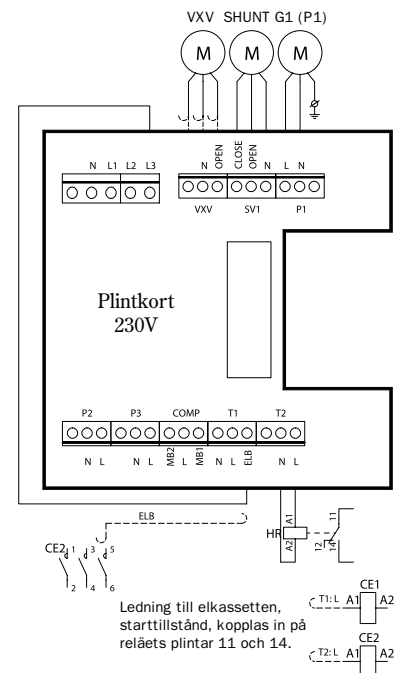 VXV SHUNT G1 (P1)
M M M
N L1 L2 L3
N OPEN CLOSE OPEN N L N
VXV SV1 P1
Plintkort
230V
P2 P3 COMP T1 T2
N L N L MB2 L MB1 N L ELB N L
ELB
A1
A2
HR
11
12
14
CE2
1 3 5
2 4 6
Ledning till elkassetten,
starttillstånd, kopplas in på
reläets plintar 11 och 14.
CE1
T1: L A1 A2
CE2
T2: L A1 A2